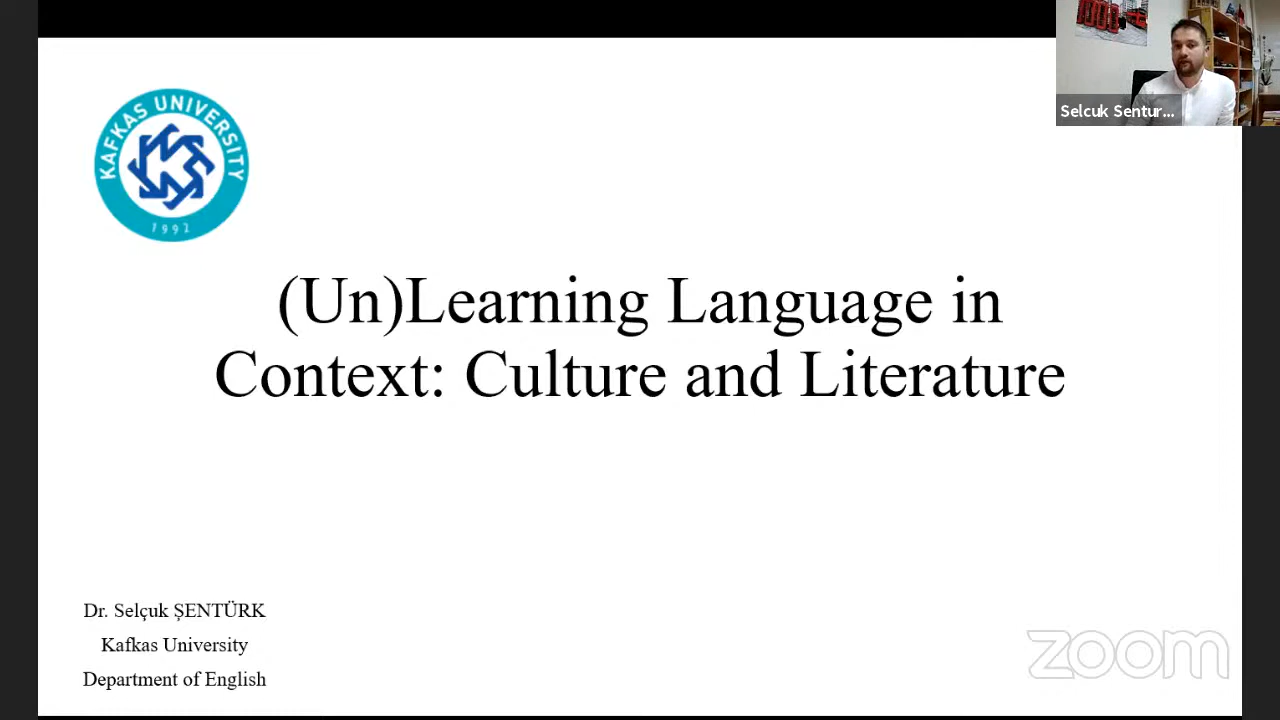 Selcuk Sentur...
KAFKAS UNIVERSITY
1992
(Un)Learning Language in
Context: Culture and Literature
Dr. Selçuk ŞENTÜRK
Kafkas University
Department of English
zoom